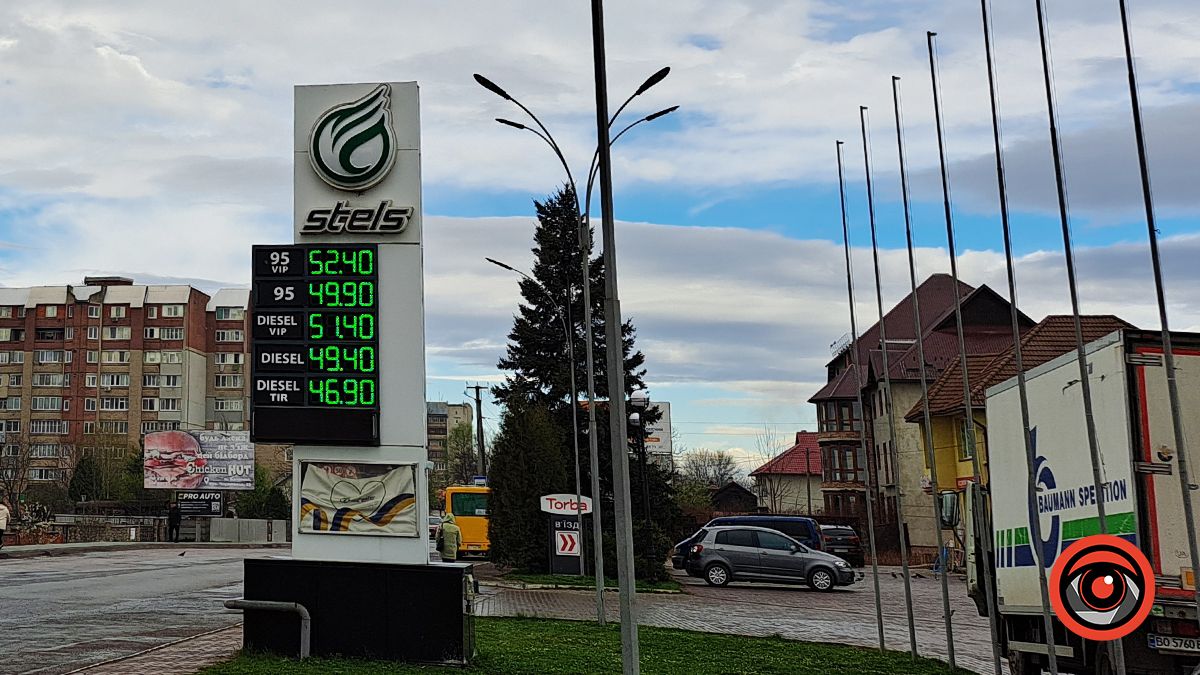 stels
95 VIP 52.40
95 49.90
DIESEL VIP 51.40
DIESEL 49.40
DIESEL TIR 46.90
Chicken HUT
PRO AUTO
Torba
В'ЇЗД
BAUMANN SPEDITION